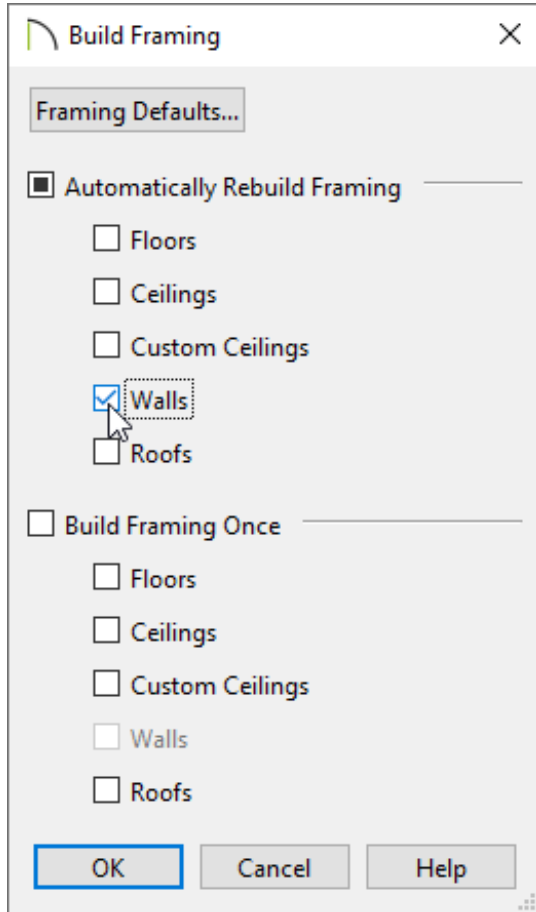 Build Framing
Framing Defaults...
Automatically Rebuild Framing
Floors
Ceilings
Custom Ceilings
Walls
Roofs
Build Framing Once
Floors
Ceilings
Custom Ceilings
Walls
Roofs
OK Cancel Help